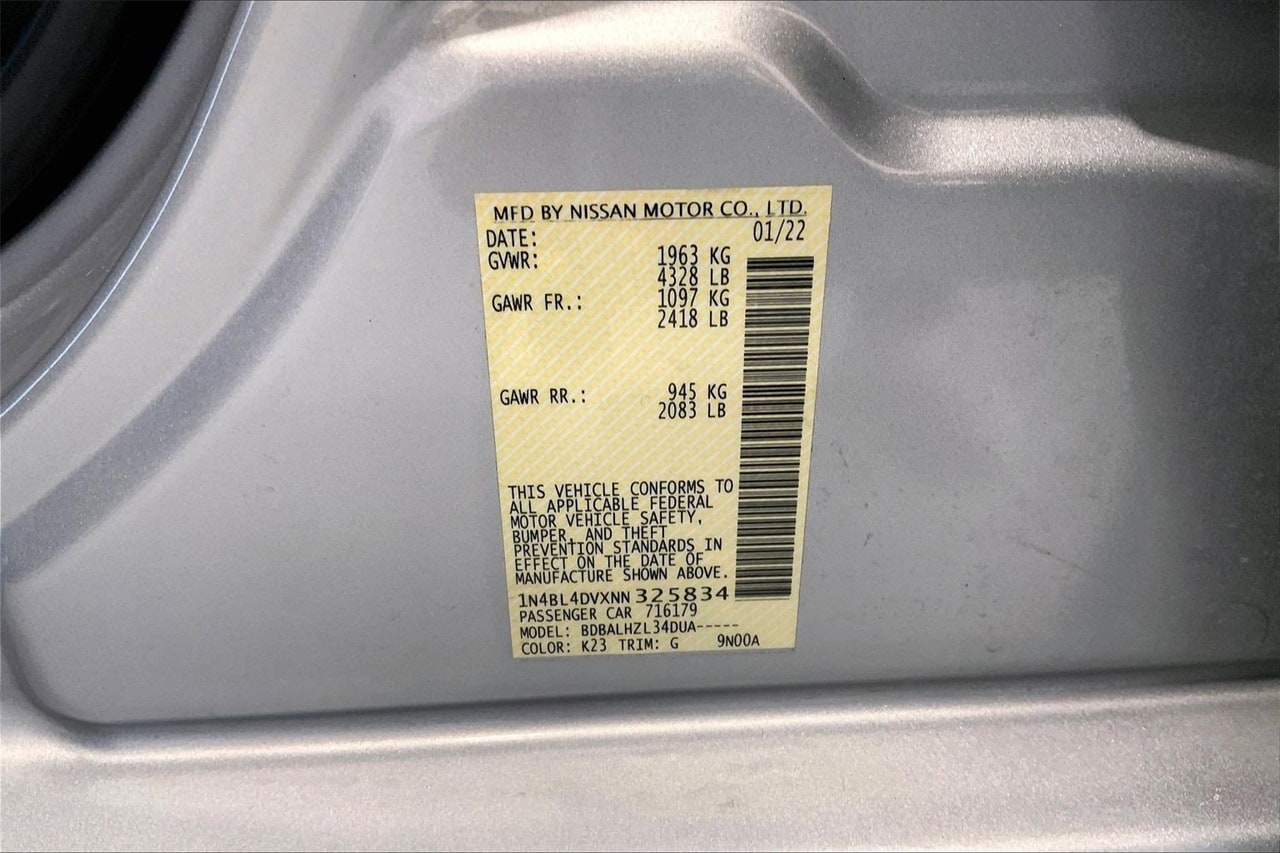 MFD BY NISSAN MOTOR CO., LTD.
DATE: 01/22
GVWR: 1963 KG
4328 LB
GAWR FR.: 1097 KG
2418 LB
GAWR RR.: 945 KG
2083 LB
THIS VEHICLE CONFORMS TO
ALL APPLICABLE FEDERAL
MOTOR VEHICLE SAFETY,
BUMPER, AND THEFT
PREVENTION STANDARDS IN
EFFECT ON THE DATE OF
MANUFACTURE SHOWN ABOVE.
1N4BL4DVXNN325834
PASSENGER CAR 716179
MODEL: BDBALHZL34DUA-----
COLOR: K23 TRIM: G 9N00A